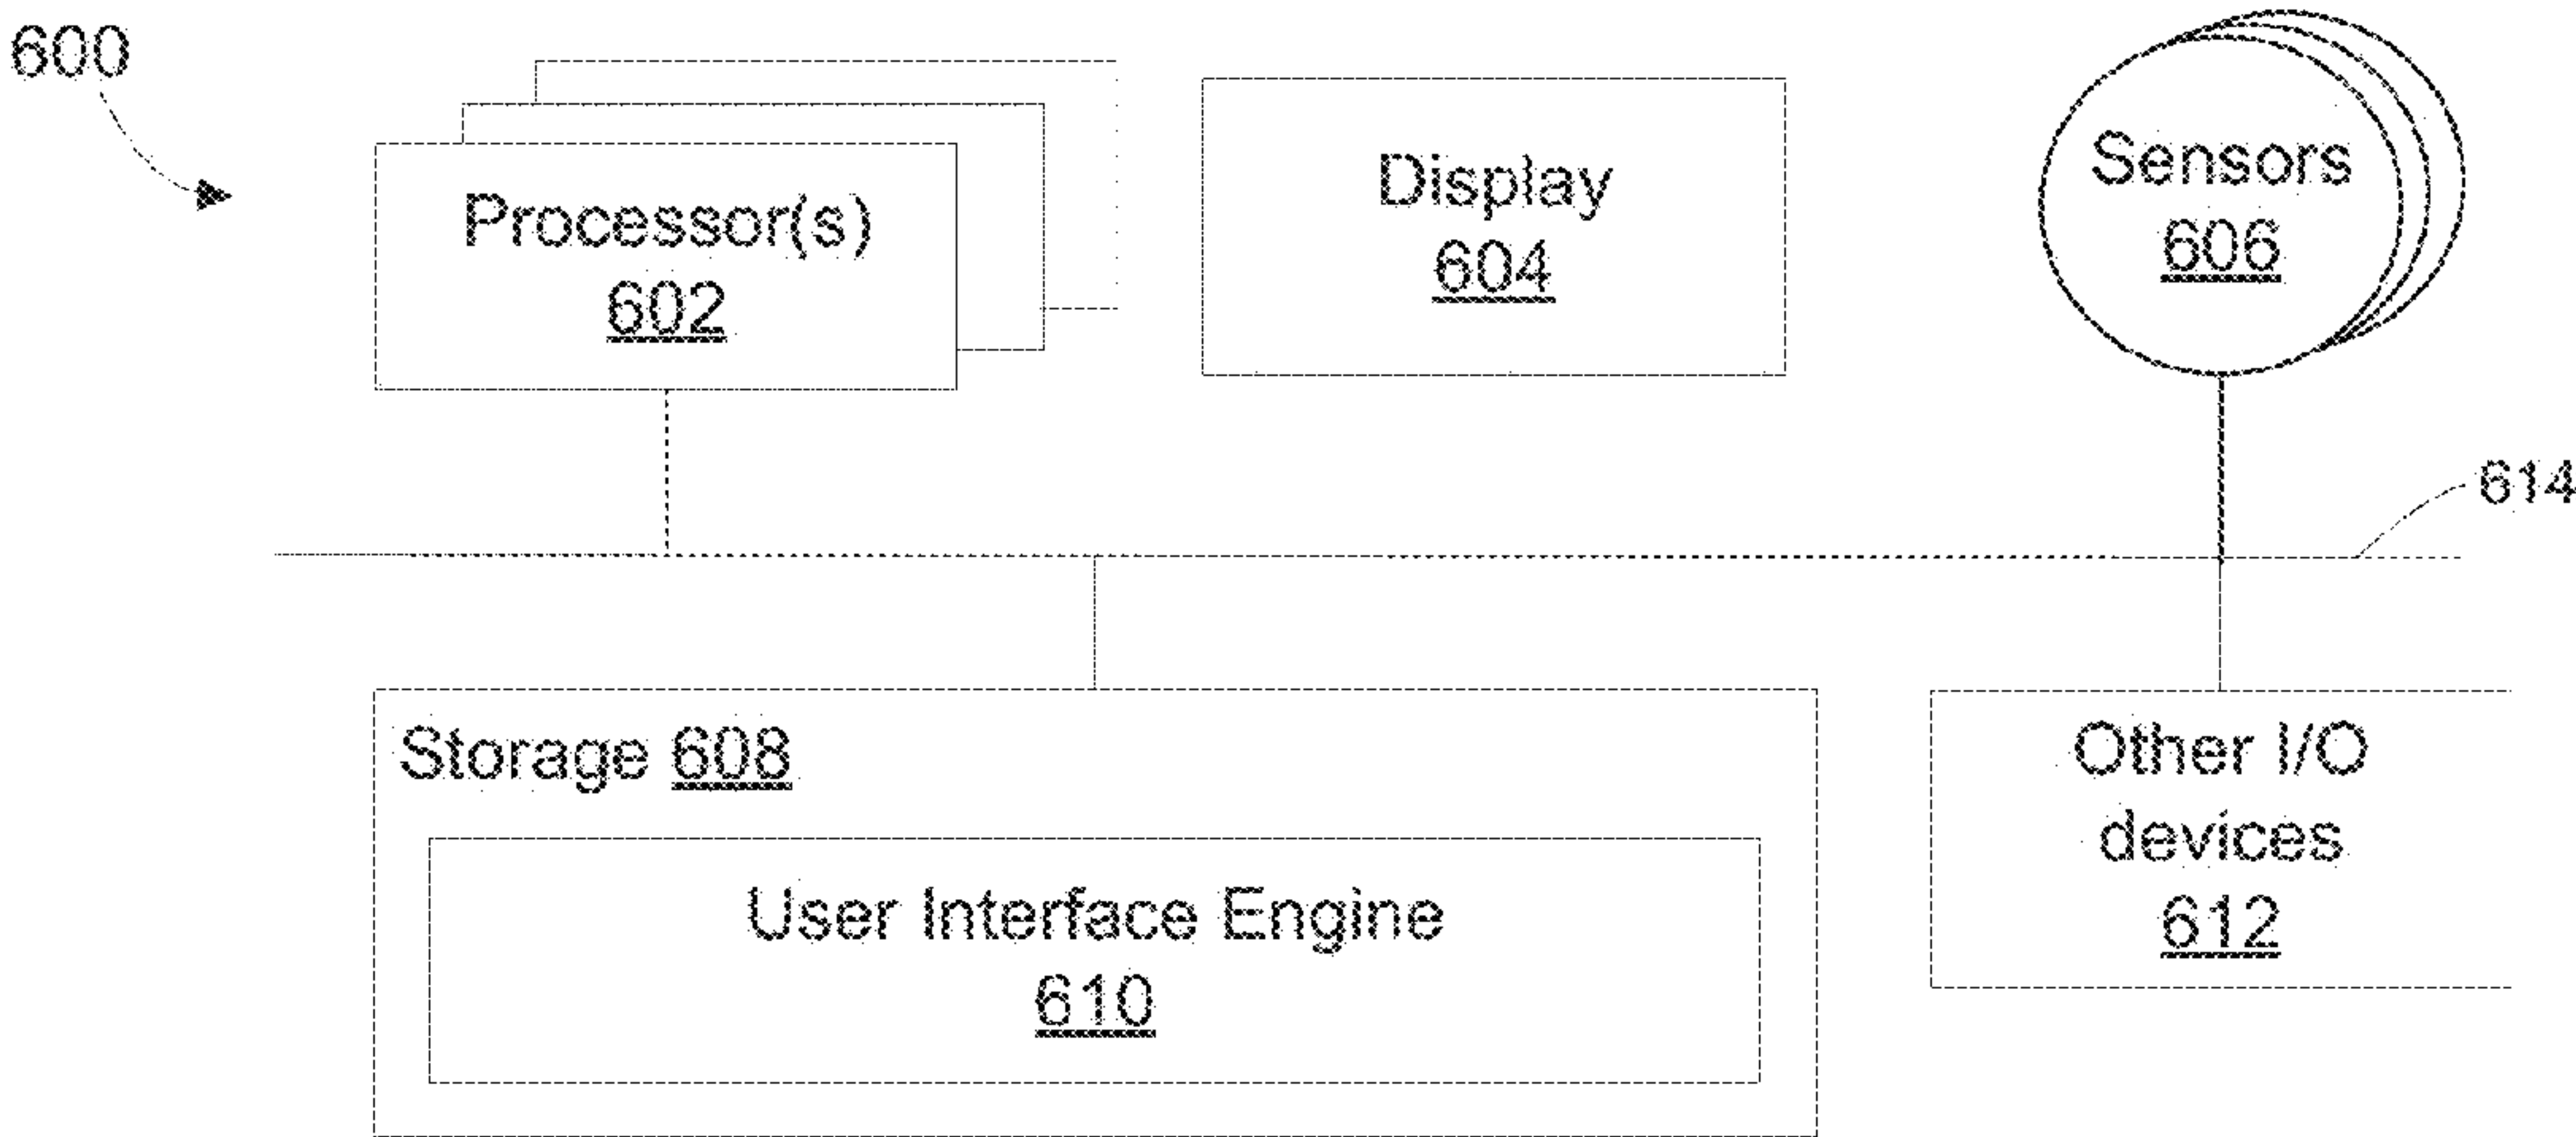 600
Processor(s)
602
Display
604
Sensors
606
614
Storage 608
User Interface Engine
610
Other I/O
devices
612